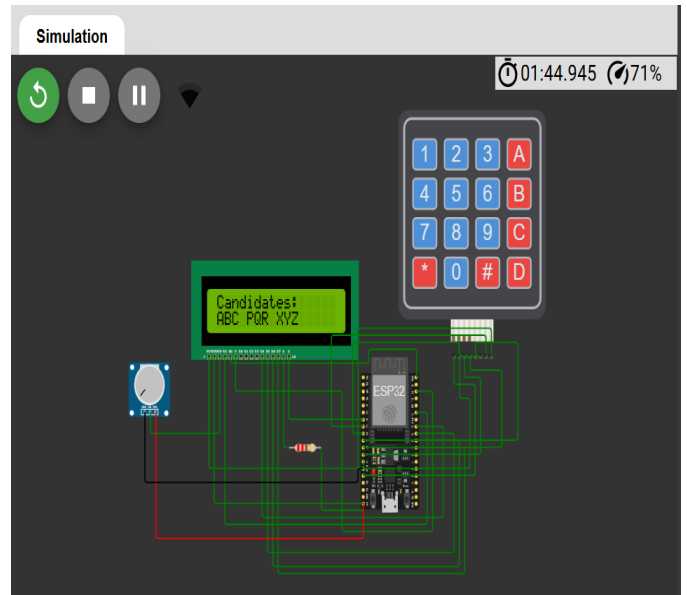 Simulation
01:44.945 71%
1 2 3 A
4 5 6 B
7 8 9 C
* 0 # D
Candidates:
ABC PQR XYZ
ESP32